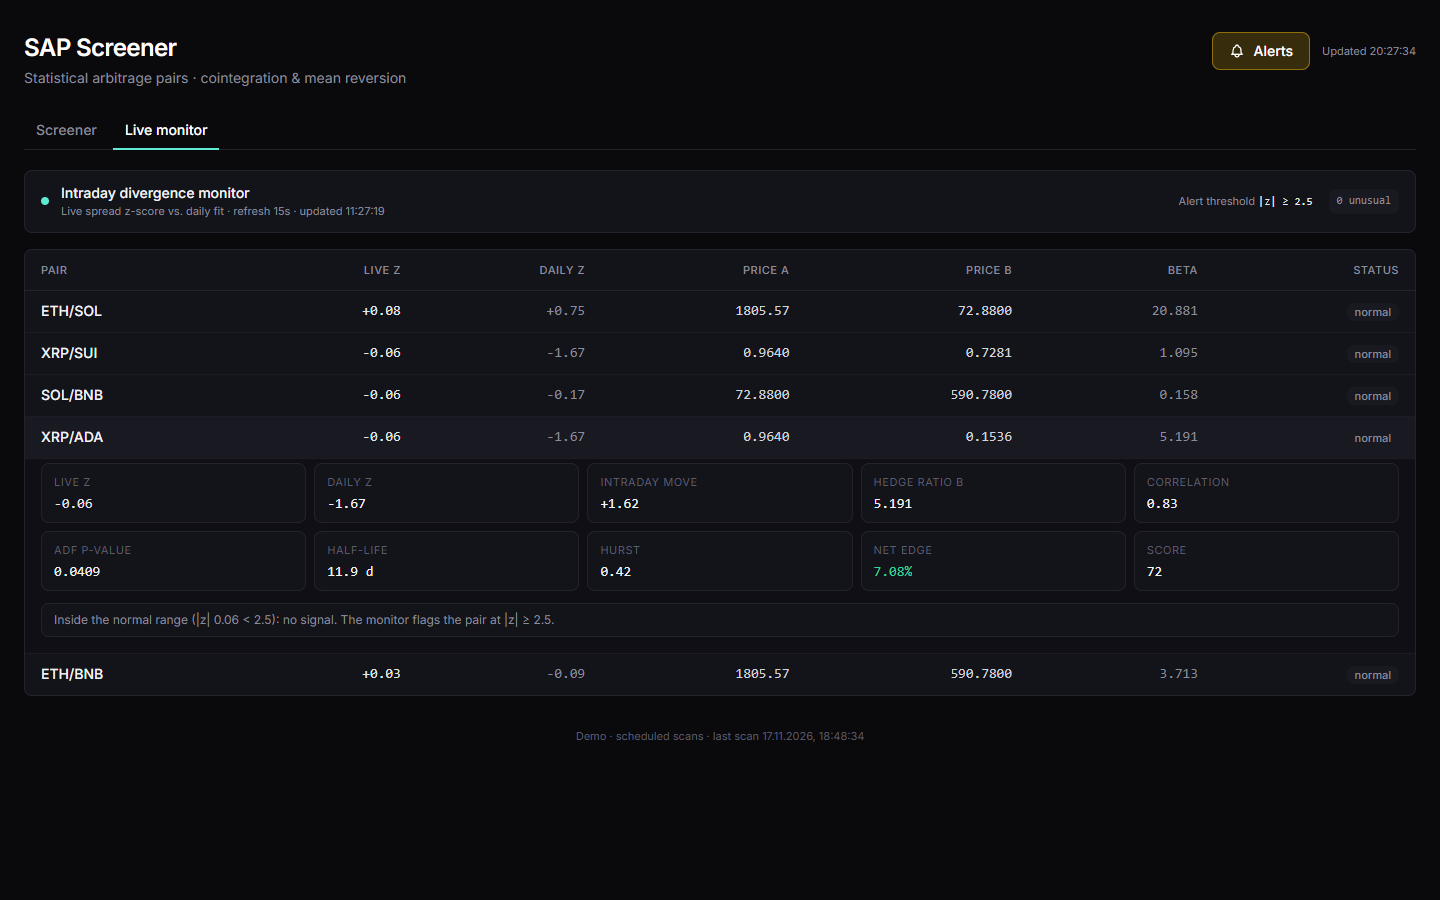 SAP Screener
Statistical arbitrage pairs · cointegration & mean reversion
Alerts
Updated 20:27:34
Screener
Live monitor
Intraday divergence monitor
Live spread z-score vs. daily fit · refresh 15s · updated 11:27:19
Alert threshold |z| ≥ 2.5
0 unusual
PAIR LIVE Z DAILY Z PRICE A PRICE B BETA STATUS
ETH/SOL +0.08 +0.75 1805.57 72.8800 20.881 normal
XRP/SUI -0.06 -1.67 0.9640 0.7281 1.095 normal
SOL/BNB -0.06 -0.17 72.8800 590.7800 0.158 normal
XRP/ADA -0.06 -1.67 0.9640 0.1536 5.191 normal
LIVE Z DAILY Z INTRADAY MOVE HEDGE RATIO B CORRELATION
-0.06 -1.67 +1.62 5.191 0.83
ADF P-VALUE HALF-LIFE HURST NET EDGE SCORE
0.0409 11.9 d 0.42 7.08% 72
Inside the normal range (|z| 0.06 < 2.5): no signal. The monitor flags the pair at |z| ≥ 2.5.
ETH/BNB +0.03 -0.09 1805.57 590.7800 3.713 normal
Demo · scheduled scans · last scan 17.11.2026, 18:48:34